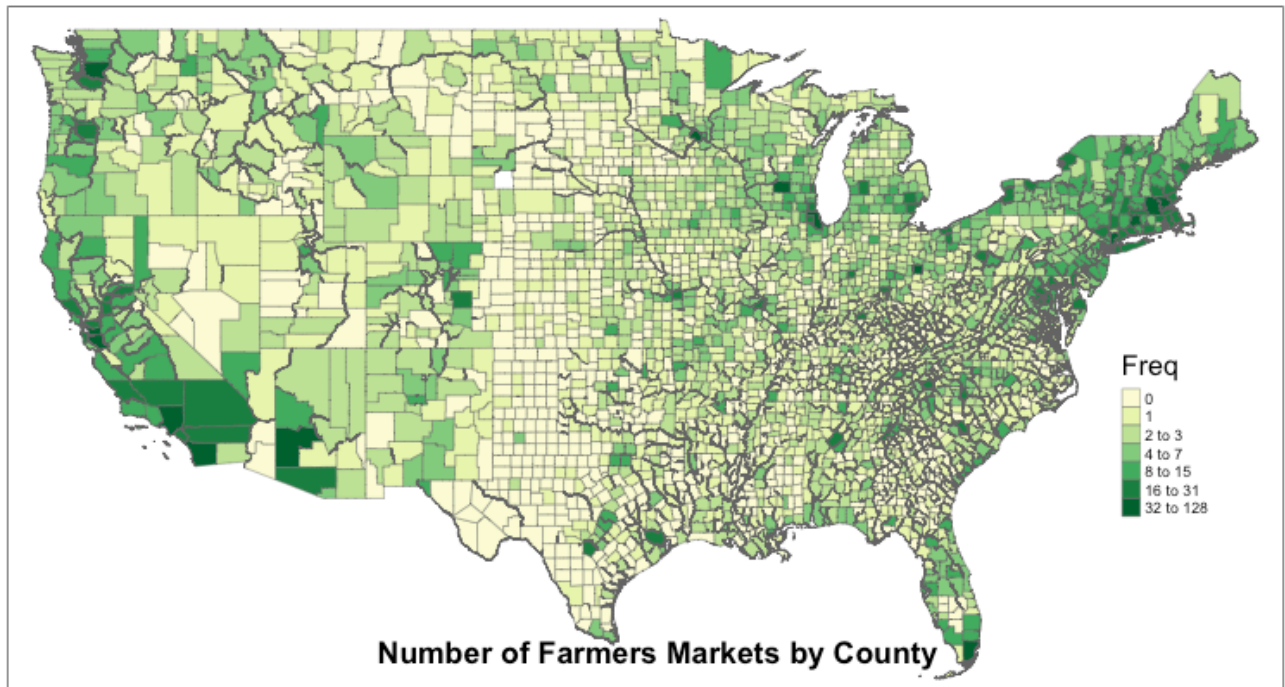 Freq
0
1
2 to 3
4 to 7
8 to 15
16 to 31
32 to 128
Number of Farmers Markets by County